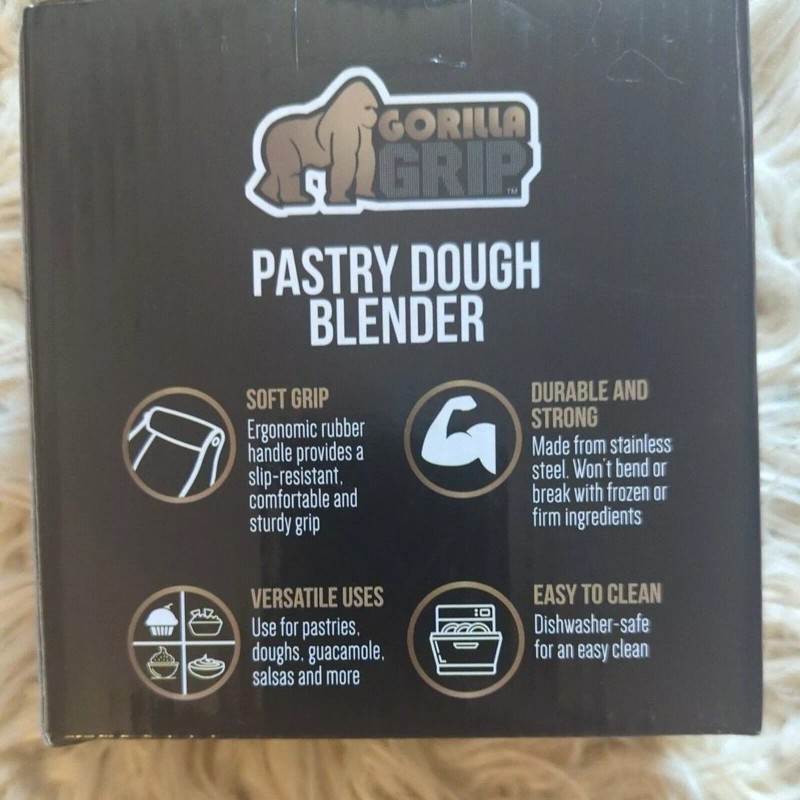 GORILLA
GRIP™
PASTRY DOUGH
BLENDER
SOFT GRIP
Ergonomic rubber
handle provides a
slip-resistant,
comfortable and
sturdy grip
DURABLE AND
STRONG
Made from stainless
steel. Won't bend or
break with frozen or
firm ingredients
VERSATILE USES
Use for pastries,
doughs, guacamole,
salsas and more
EASY TO CLEAN
Dishwasher-safe
for an easy clean